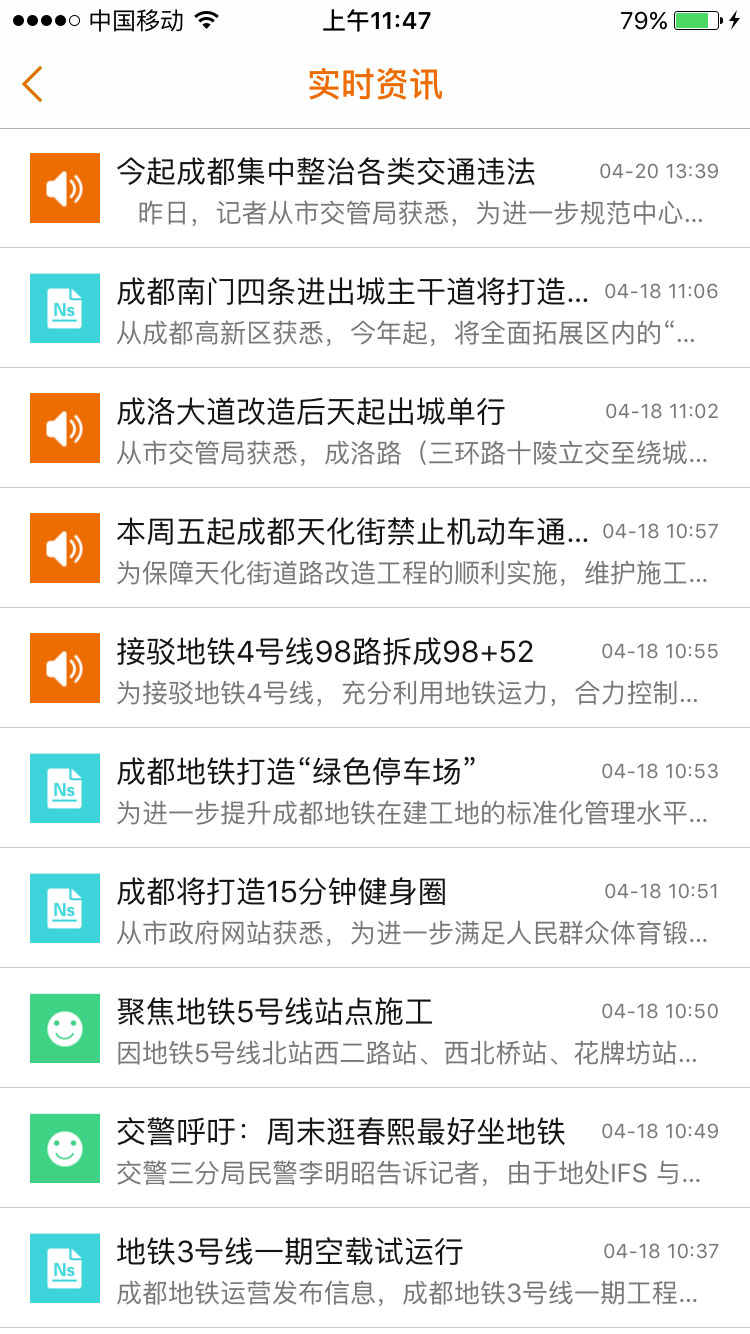 中国移动 上午11:47 79%
实时资讯
今起成都集中整治各类交通违法 04-20 13:39
昨日，记者从市交管局获悉，为进一步规范中心...
成都南门四条进出城主干道将打造... 04-18 11:06
从成都高新区获悉，今年起，将全面拓展区内的“...
成洛大道改造后天起出城单行 04-18 11:02
从市交管局获悉，成洛路（三环路十陵立交至绕城...
本周五起成都天化街禁止机动车通... 04-18 10:57
为保障天化街道路改造工程的顺利实施，维护施工...
接驳地铁4号线98路拆成98+52 04-18 10:55
为接驳地铁4号线，充分利用地铁运力，合力控制...
Ns
成都地铁打造“绿色停车场” 04-18 10:53
为进一步提升成都地铁在建工地的标准化管理水平...
Ns
成都将打造15分钟健身圈 04-18 10:51
从市政府网站获悉，为进一步满足人民群众体育锻...
Ns
聚焦地铁5号线站点施工 04-18 10:50
因地铁5号线北站西二路站、西北桥站、花牌坊站...
交警呼吁：周末逛春熙最好坐地铁 04-18 10:49
交警三分局民警李明昭告诉记者，由于地处IFS 与...
地铁3号线一期空载试运行 04-18 10:37
成都地铁运营发布信息，成都地铁3号线一期工程...
Ns